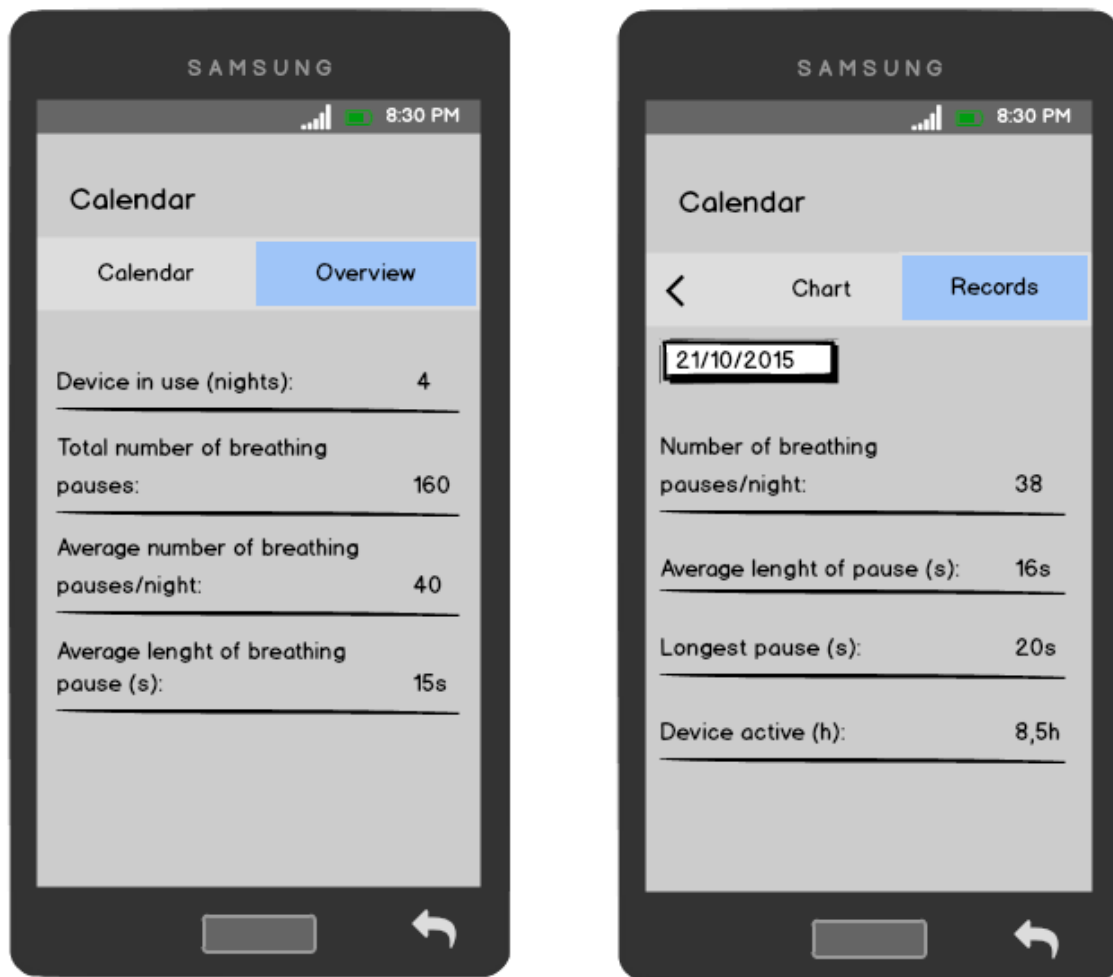 SAMSUNG
8:30 PM
Calendar
Calendar Overview
Device in use (nights): 4
Total number of breathing
pauses: 160
Average number of breathing
pauses/night: 40
Average lenght of breathing
pause (s): 15s
SAMSUNG
8:30 PM
Calendar
Chart Records
21/10/2015
Number of breathing
pauses/night: 38
Average lenght of pause (s): 16s
Longest pause (s): 20s
Device active (h): 8,5h